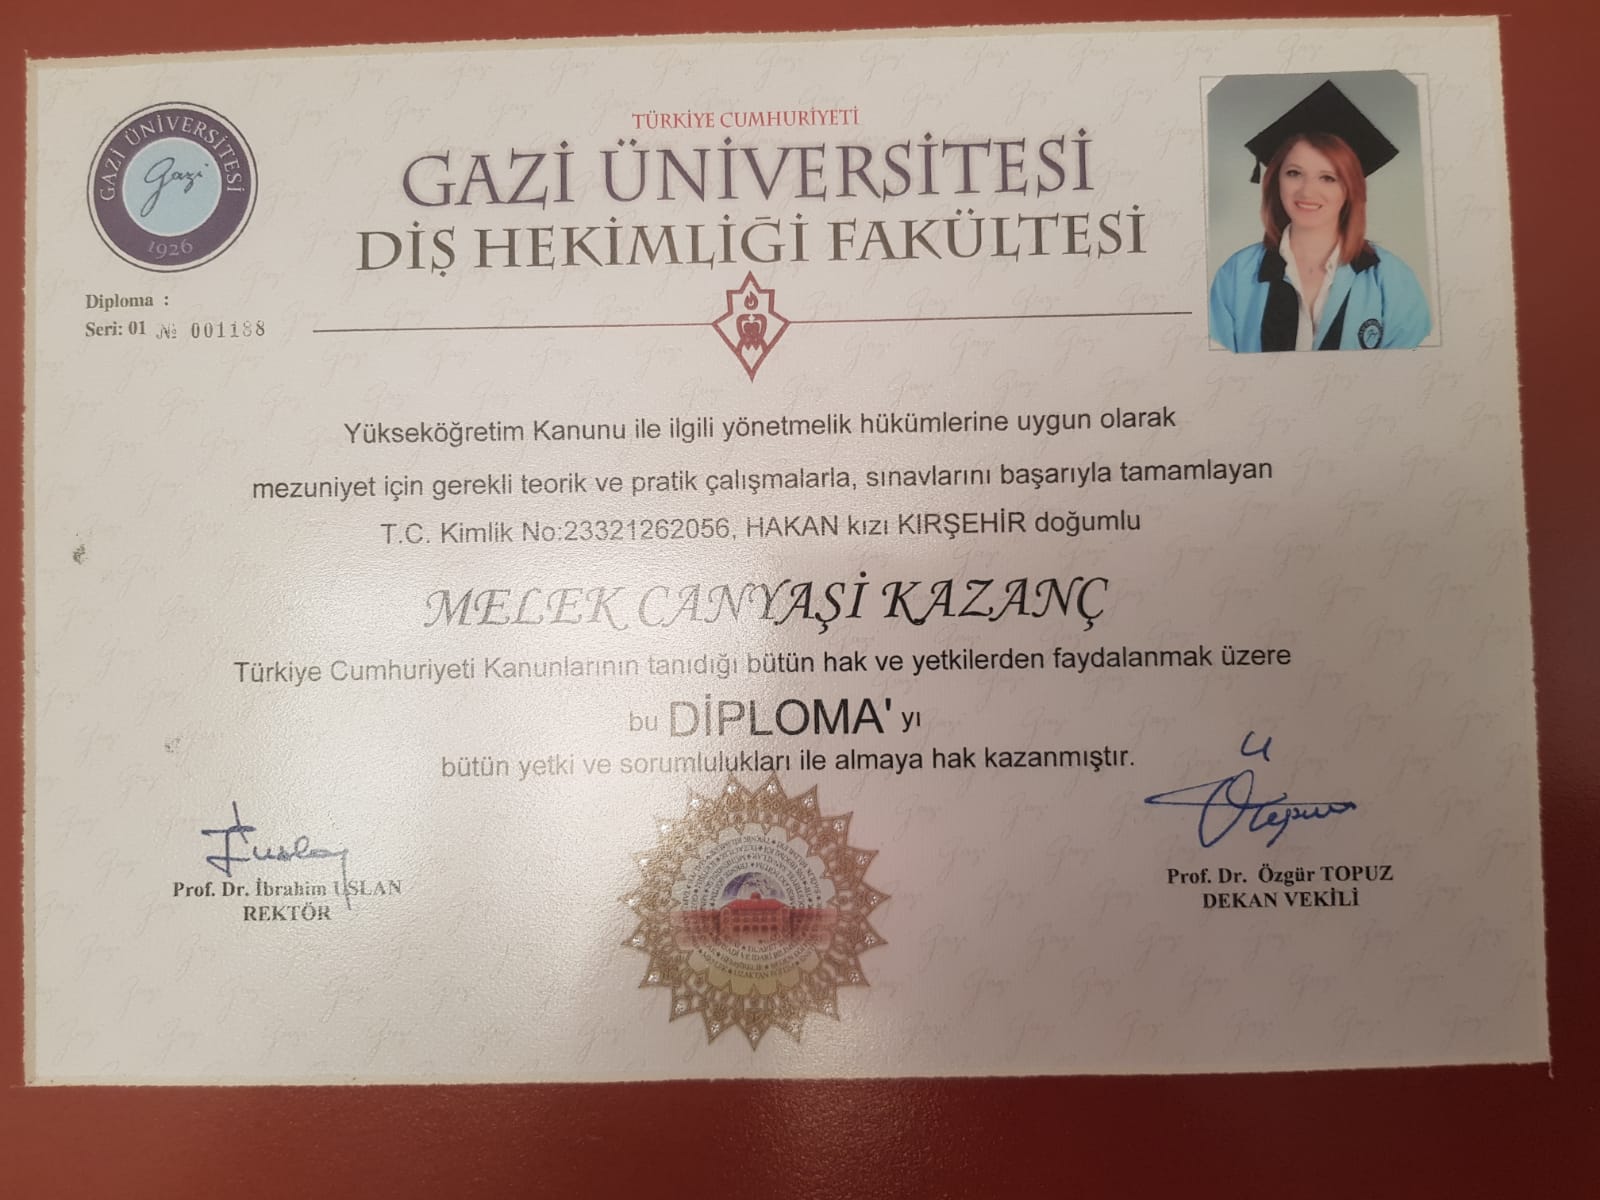 GAZİ ÜNİVERSİTESİ
Gazi
1926
TÜRKİYE CUMHURİYETİ
GAZİ ÜNİVERSİTESİ
DİŞ HEKİMLİĞİ FAKÜLTESİ
Diploma :
Seri: 01 № 001188
Yükseköğretim Kanunu ile ilgili yönetmelik hükümlerine uygun olarak
mezuniyet için gerekli teorik ve pratik çalışmalarla, sınavlarını başarıyla tamamlayan
T.C. Kimlik No:23321262056, HAKAN kızı KIRŞEHİR doğumlu
MELEK CANYAŞİ KAZANÇ
Türkiye Cumhuriyeti Kanunlarının tanıdığı bütün hak ve yetkilerden faydalanmak üzere
bu DİPLOMA' yı
bütün yetki ve sorumlulukları ile almaya hak kazanmıştır.
Prof. Dr. İbrahim USLAN
REKTÖR
Prof. Dr. Özgür TOPUZ
DEKAN VEKİLİ